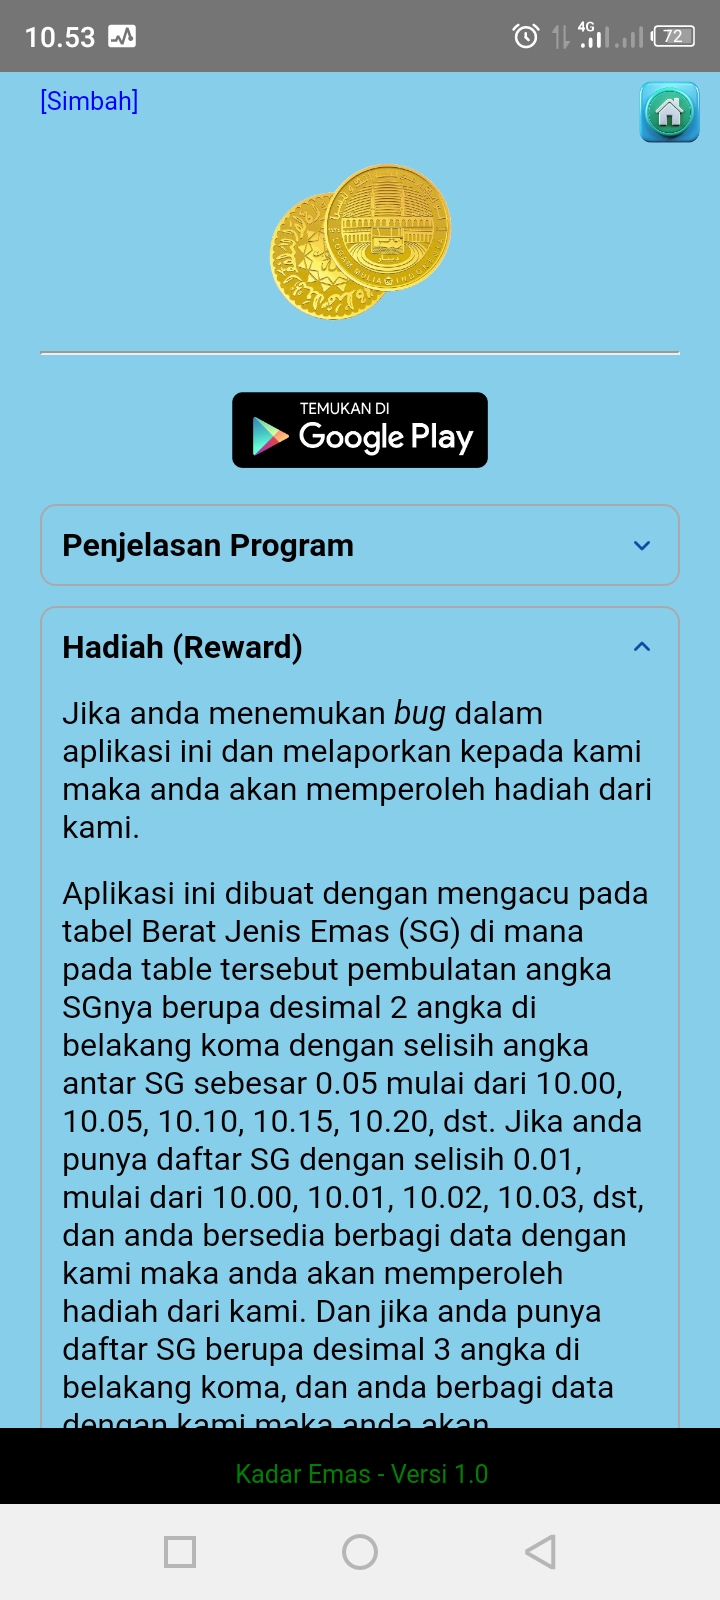 10.53
4G
72
[Simbah]
TEMUKAN DI
Google Play
Penjelasan Program
Hadiah (Reward)
Jika anda menemukan bug dalam
aplikasi ini dan melaporkan kepada kami
maka anda akan memperoleh hadiah dari
kami.
Aplikasi ini dibuat dengan mengacu pada
tabel Berat Jenis Emas (SG) di mana
pada table tersebut pembulatan angka
SGnya berupa desimal 2 angka di
belakang koma dengan selisih angka
antar SG sebesar 0.05 mulai dari 10.00,
10.05, 10.10, 10.15, 10.20, dst. Jika anda
punya daftar SG dengan selisih 0.01,
mulai dari 10.00, 10.01, 10.02, 10.03, dst,
dan anda bersedia berbagi data dengan
kami maka anda akan memperoleh
hadiah dari kami. Dan jika anda punya
daftar SG berupa desimal 3 angka di
belakang koma, dan anda berbagi data
dengan kami maka anda akan
Kadar Emas - Versi 1.0